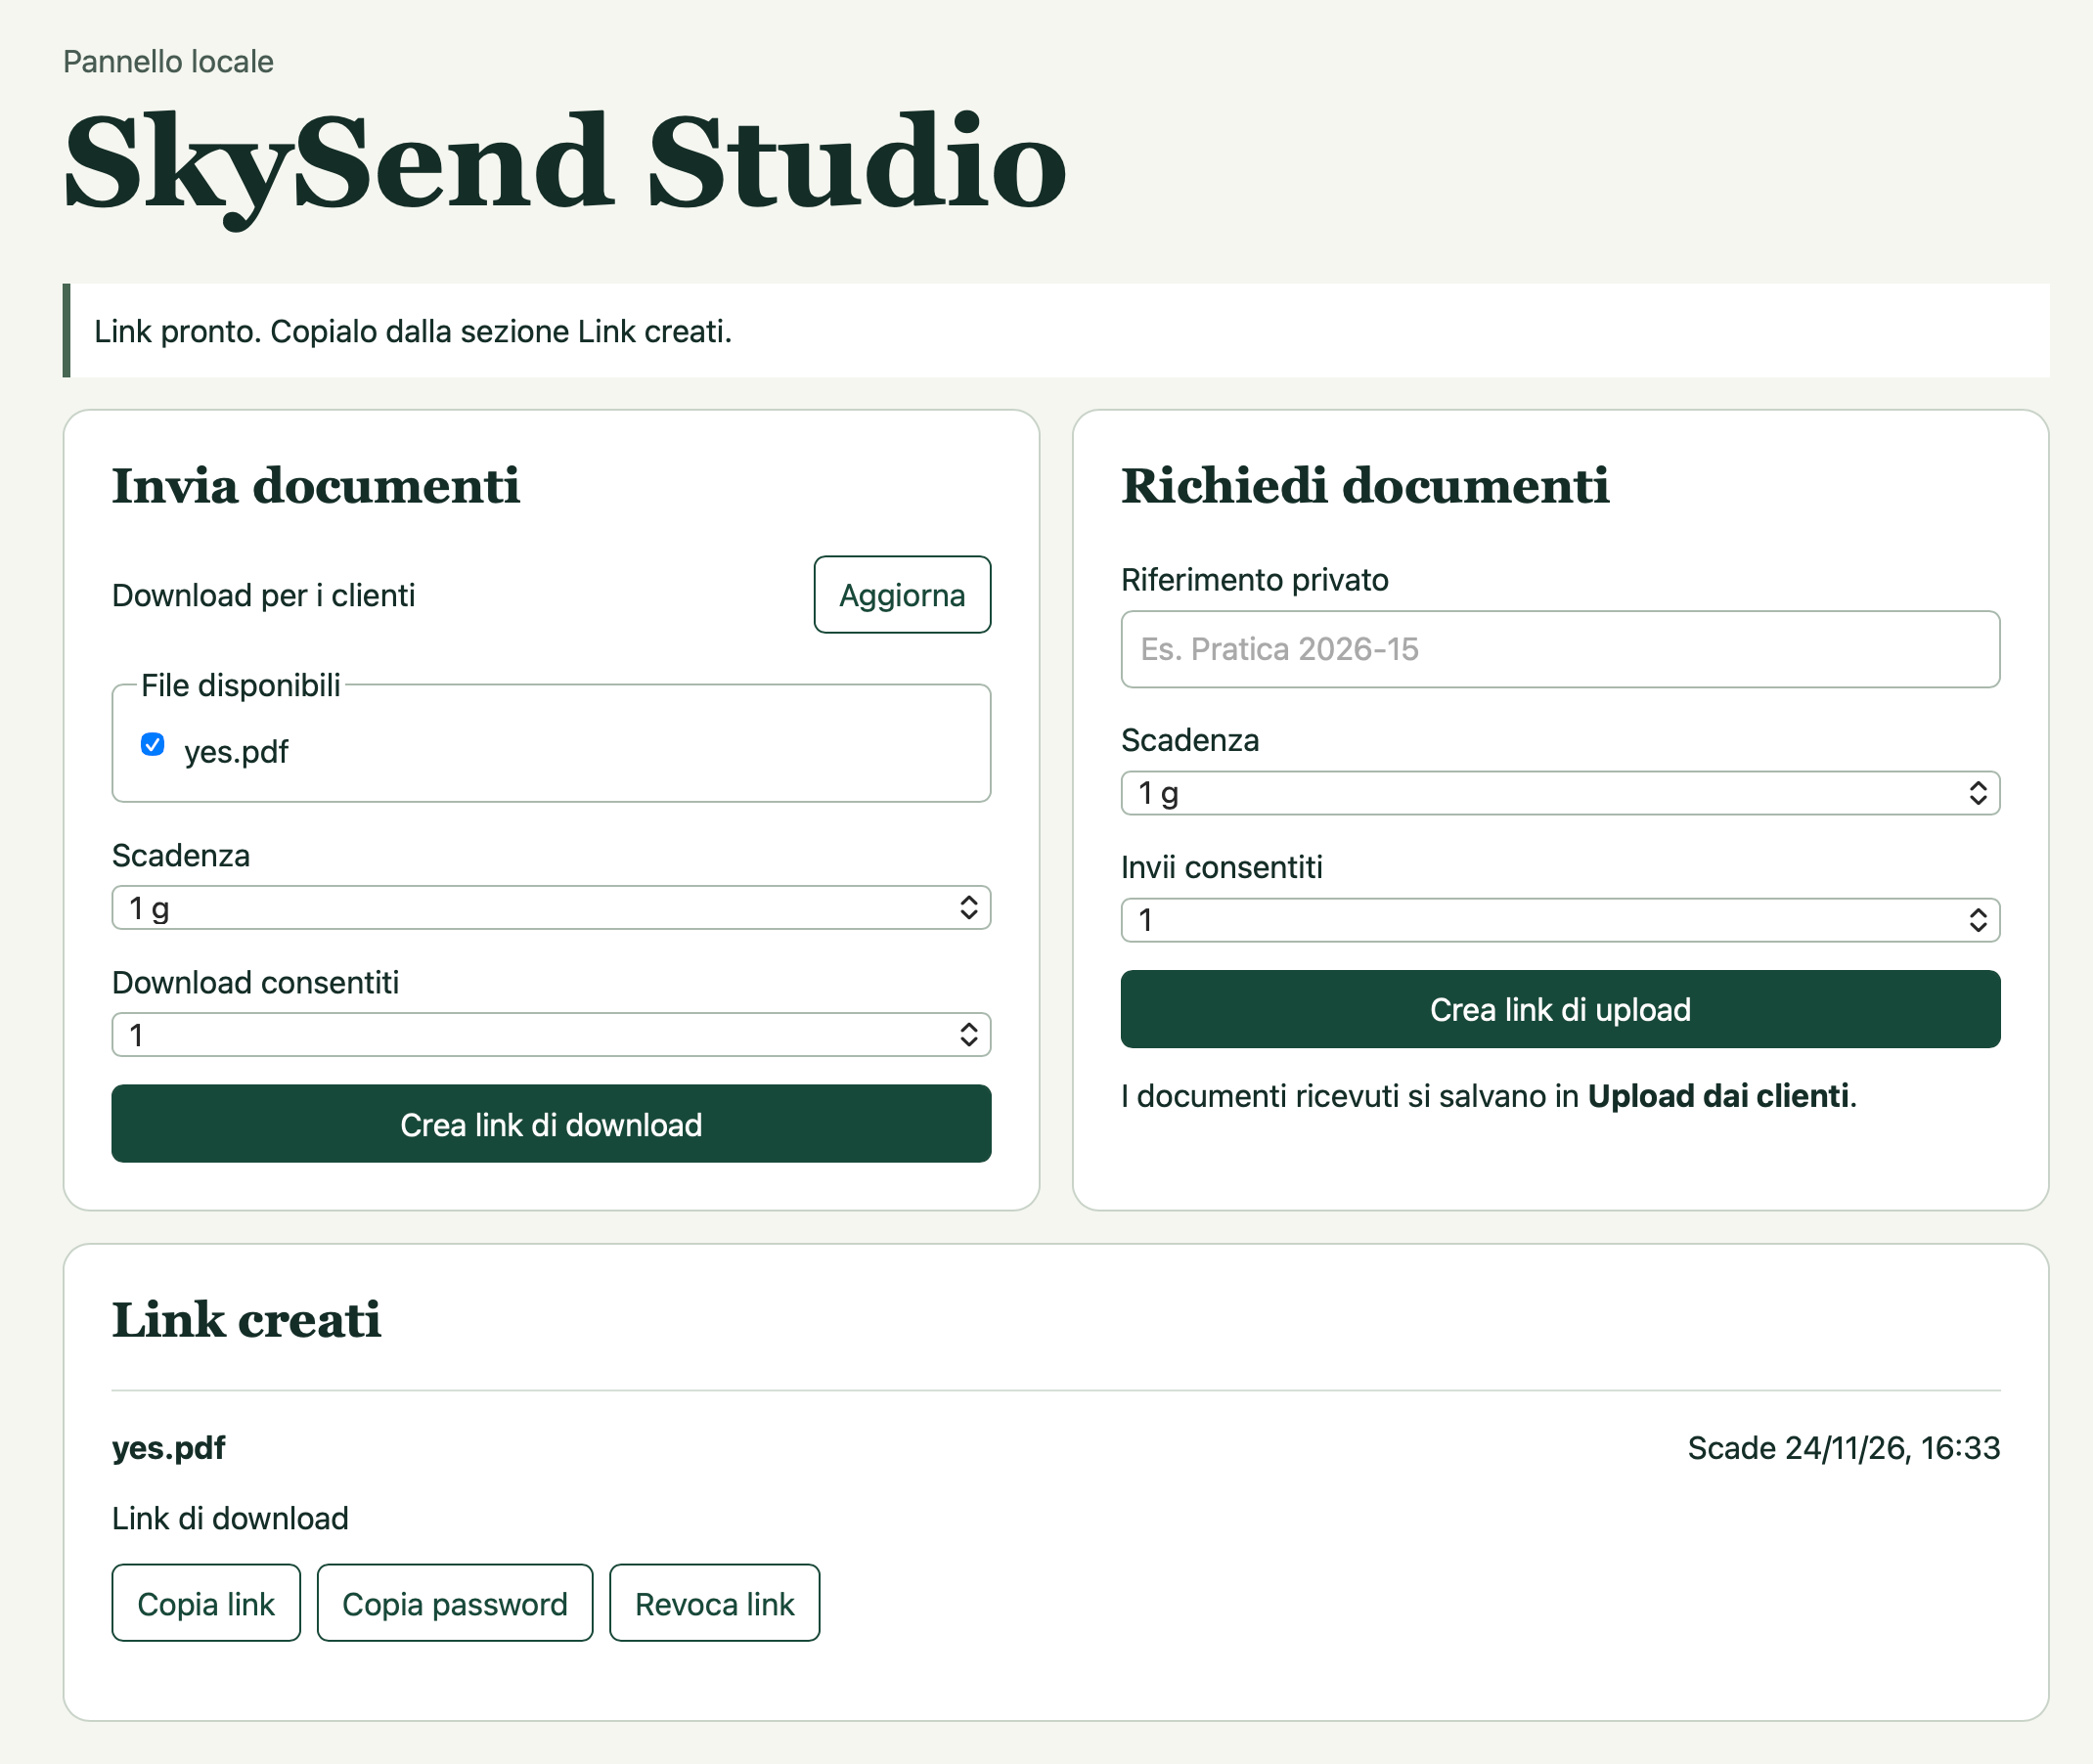 Pannello locale
SkySend Studio
Link pronto. Copialo dalla sezione Link creati.
Invia documenti
Download per i clienti
Aggiorna
File disponibili
yes.pdf
Scadenza
1 g
Download consentiti
1
Crea link di download
Richiedi documenti
Riferimento privato
Es. Pratica 2026-15
Scadenza
1 g
Invii consentiti
1
Crea link di upload
I documenti ricevuti si salvano in Upload dai clienti.
Link creati
yes.pdf
Scade 24/11/26, 16:33
Link di download
Copia link
Copia password
Revoca link